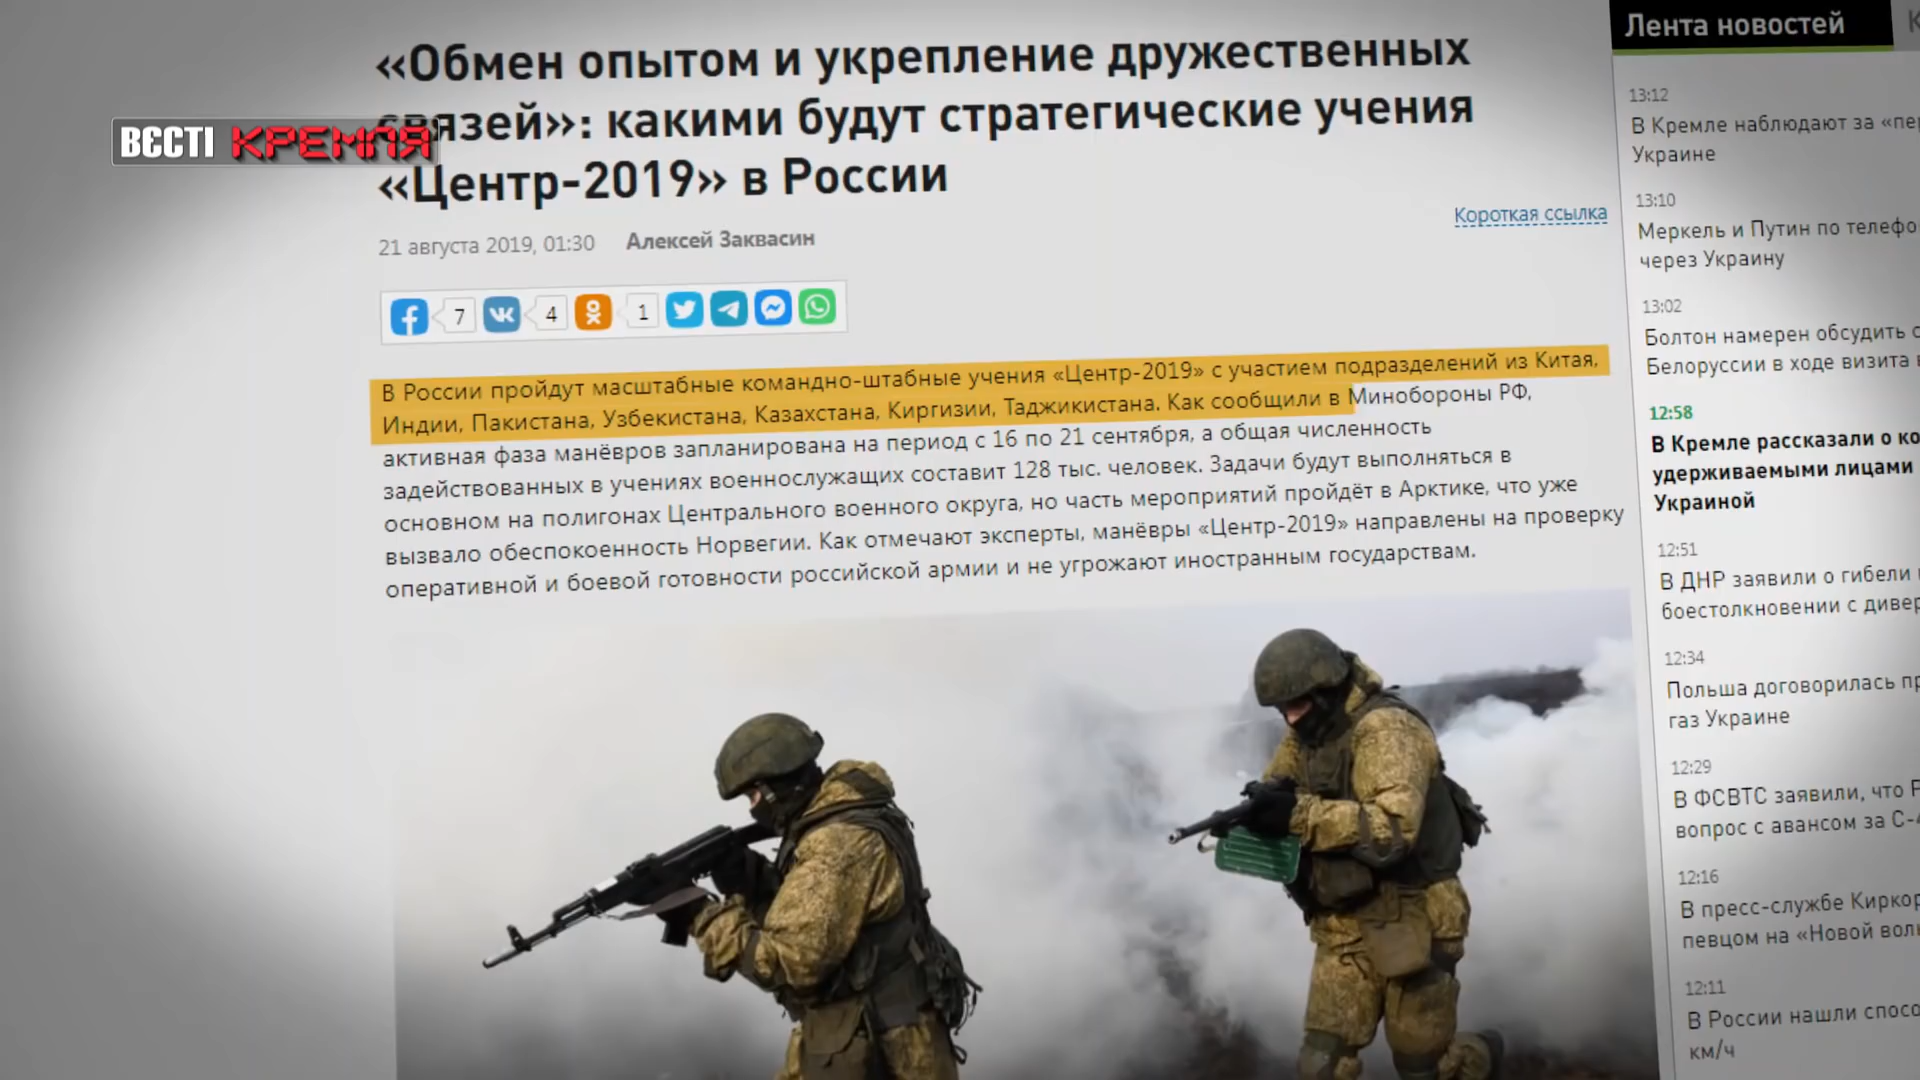 «Обмен опытом и укрепление дружественных
связей»: какими будут стратегические учения
«Центр-2019» в России
ВЄСТІ КРЕМЛЯ
21 августа 2019, 01:30 Алексей Заквасин
Короткая ссылка
7 4 1
В России пройдут масштабные командно-штабные учения «Центр-2019» с участием подразделений из Китая,
Индии, Пакистана, Узбекистана, Казахстана, Киргизии, Таджикистана. Как сообщили в Минобороны РФ,
активная фаза манёвров запланирована на период с 16 по 21 сентября, а общая численность
задействованных в учениях военнослужащих составит 128 тыс. человек. Задачи будут выполняться в
основном на полигонах Центрального военного округа, но часть мероприятий пройдёт в Арктике, что уже
вызвало обеспокоенность Норвегии. Как отмечают эксперты, манёвры «Центр-2019» направлены на проверку
оперативной и боевой готовности российской армии и не угрожают иностранным государствам.
Лента новостей
13:12
В Кремле наблюдают за
Украине
13:10
Меркель и Путин по
через Украину
13:02
Болтон намерен обсудить
Белоруссии в ходе визита
12:58
В Кремле рассказали о
удерживаемыми лицами
Украиной
12:51
В ДНР заявили о гибели
боестолкновении с
12:34
Польша договорилась
газ Украине
12:29
В ФСВТС заявили, что
вопрос с авансом за
12:16
В пресс-службе
певцом на «Новой
12:11
В России нашли
км/ч